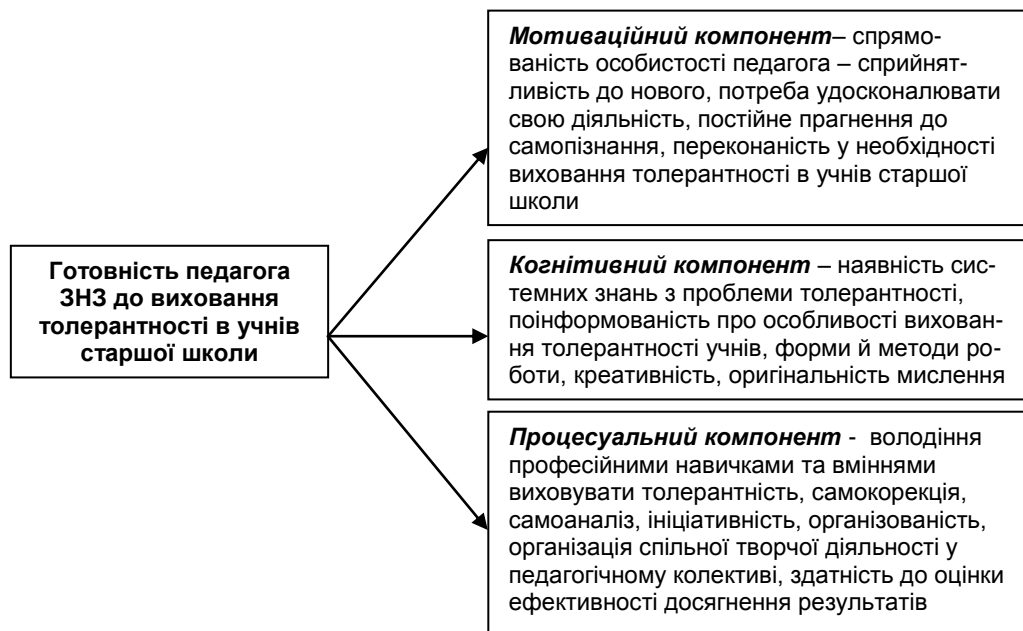 Мотиваційний компонент– спрямо-
ваність особистості педагога – сприйнят-
ливість до нового, потреба удосконалювати
свою діяльність, постійне прагнення до
самопізнання, переконаність у необхідності
виховання толерантності в учнів старшої
школи
Готовність педагога
ЗНЗ до виховання
толерантності в учнів
старшої школи
Когнітивний компонент – наявність сис-
темних знань з проблеми толерантності,
поінформованість про особливості вихован-
ня толерантності учнів, форми й методи ро-
боти, креативність, оригінальність мислення
Процесуальний компонент - володіння
професійними навичками та вміннями
виховувати толерантність, самокорекція,
самоаналіз, ініціативність, організованість,
організація спільної творчої діяльності у
педагогічному колективі, здатність до оцінки
ефективності досягнення результатів